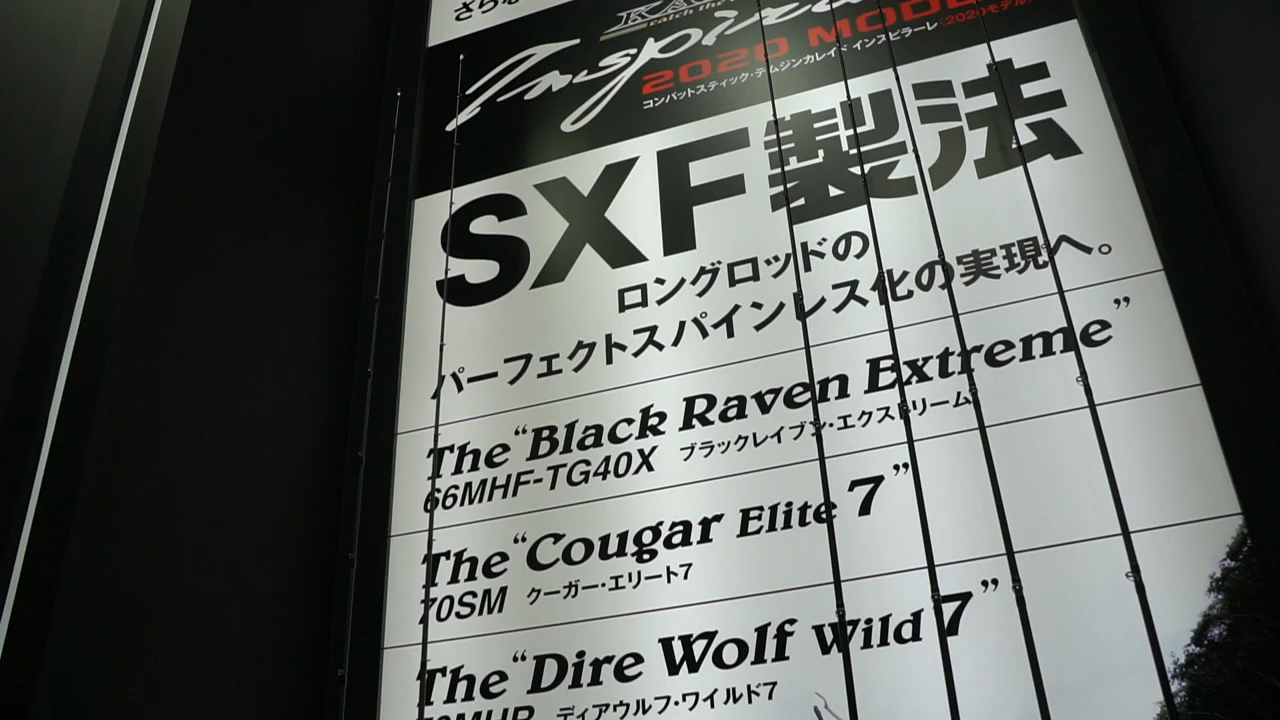 catch the
Inspirare
2020 MODEL
コンバットスティック・テムジンカレイド インスピラーレ〈2020モデル〉
SXF製法
ロングロッドの
パーフェクトスパインレス化の実現へ。
The “Black Raven Extreme”
66MHF-TG40X ブラックレイブン・エクストリーム
The “Cougar Elite 7”
70SM クーガー・エリート7
The “Dire Wolf Wild 7”
ディアウルフ・ワイルド7